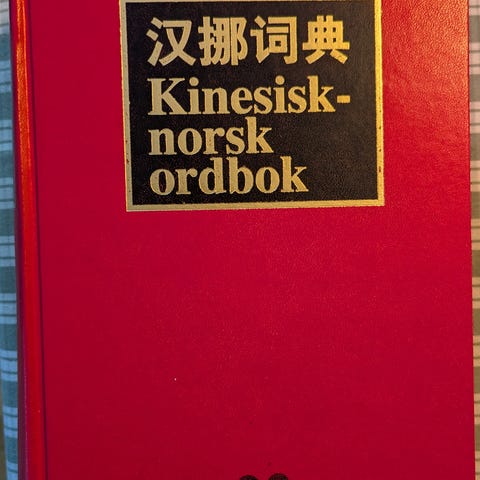 汉挪词典
Kinesisk-
norsk
ordbok